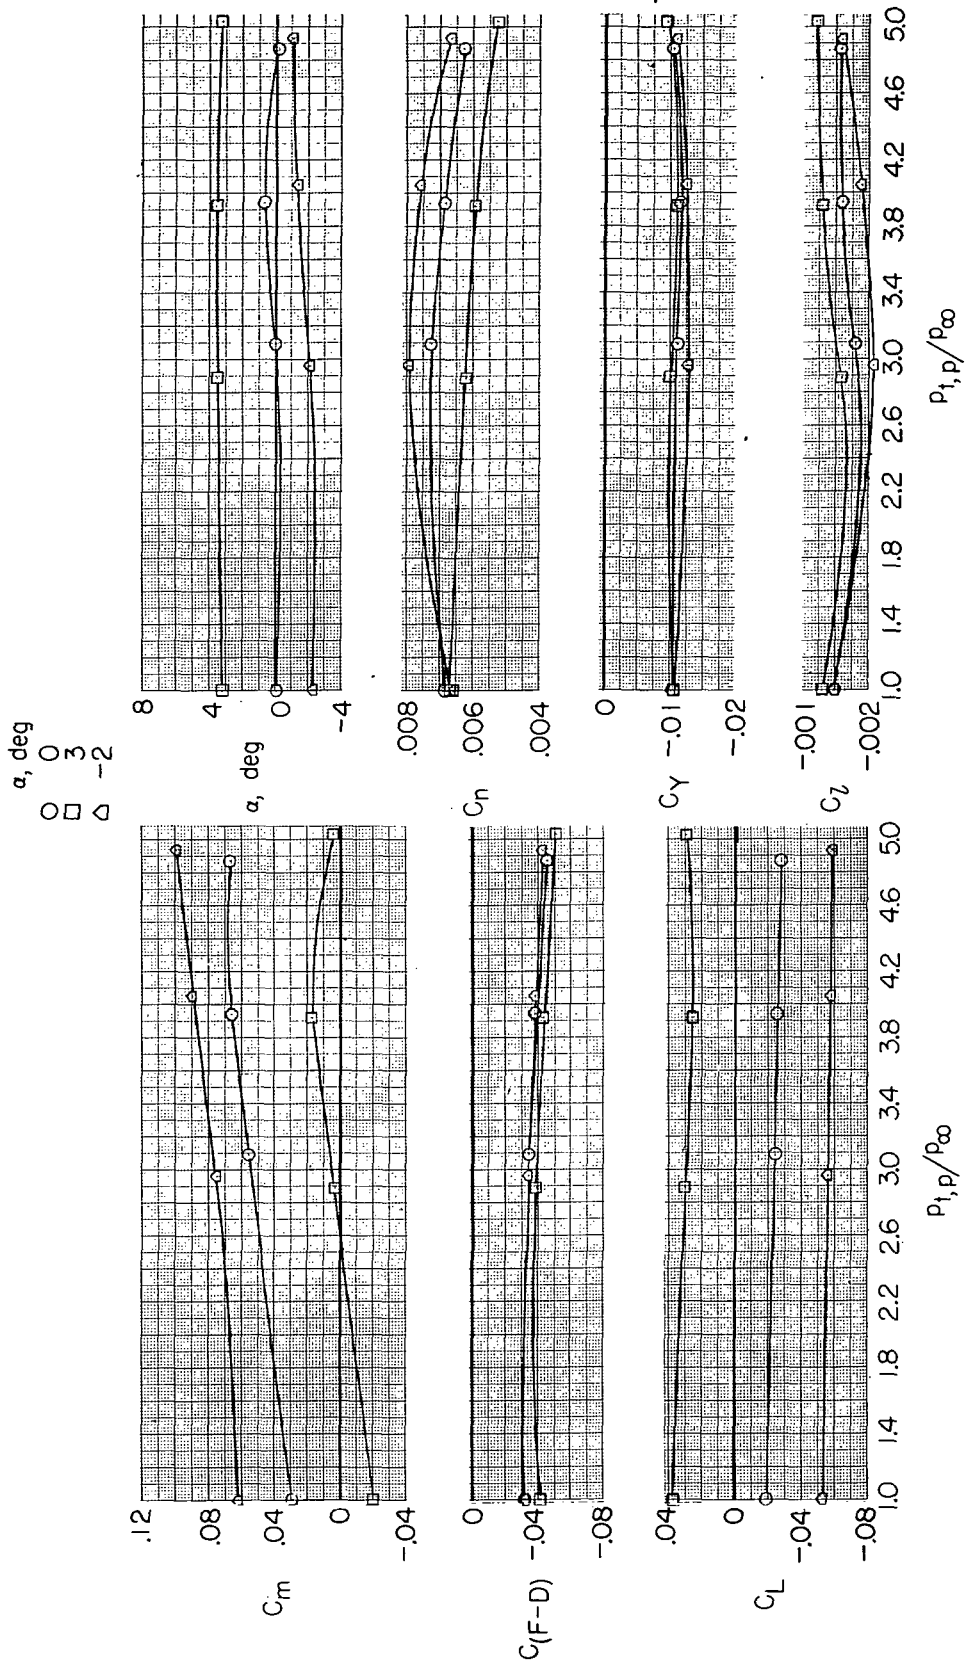 α, deg
○ 0
□ 3
△ -2
.12
.08
.04
0
-.04
Cm
0
-.04
-.08
C(F-D)
.04
0
-.04
-.08
CL
1.0 1.4 1.8 2.2 2.6 3.0 3.4 3.8 4.2 4.6 5.0
pt,p/p∞
8
4
0
-4
α, deg
.008
.006
.004
Cn
0
-.01
-.02
CY
-.001
-.002
Cl
1.0 1.4 1.8 2.2 2.6 3.0 3.4 3.8 4.2 4.6 5.0
pt,p/p∞